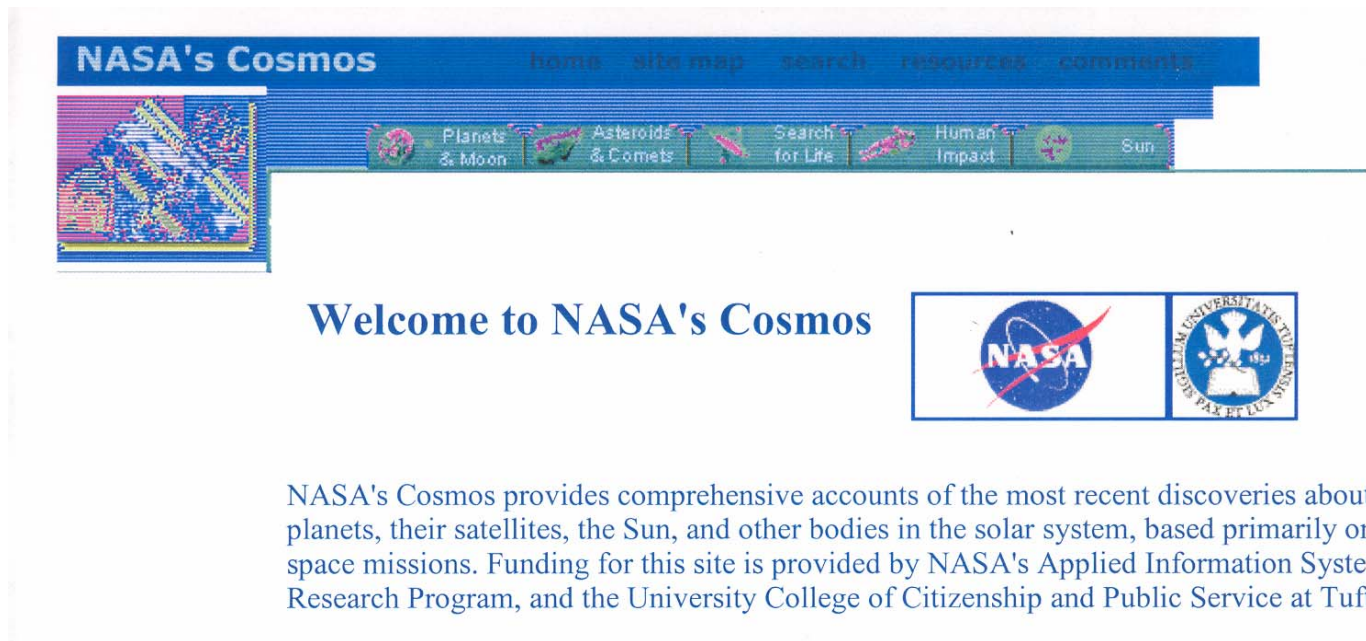 NASA's Cosmos
home site map search resources comments
Planets & Moon
Asteroids & Comets
Search for Life
Human Impact
Sun
Welcome to NASA's Cosmos
NASA
SIGILLUM UNIVERSITATIS TUFTENSIS
1852
PAX ET LUX
NASA's Cosmos provides comprehensive accounts of the most recent discoveries about
planets, their satellites, the Sun, and other bodies in the solar system, based primarily on
space missions. Funding for this site is provided by NASA's Applied Information Syste
Research Program, and the University College of Citizenship and Public Service at Tuf